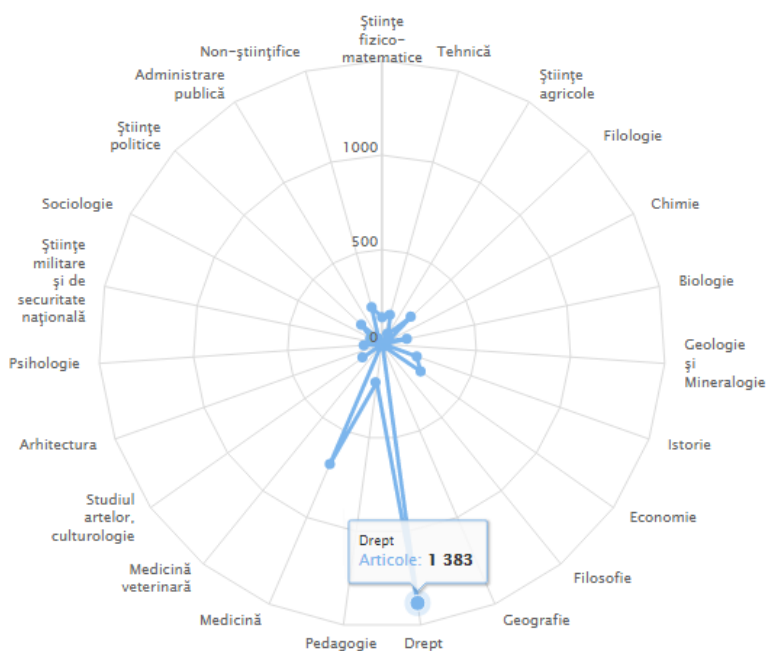 Ştiinţe
fizico-
matematice
Tehnică
Ştiinţe
agricole
Filologie
Chimie
Biologie
Geologie
şi
Mineralogie
Istorie
Economie
Filosofie
Geografie
Drept
Pedagogie
Medicină
Medicină
veterinară
Studiul
artelor,
culturologie
Arhitectura
Psihologie
Ştiinţe
militare
şi de
securitate
naţională
Sociologie
Ştiinţe
politice
Administrare
publică
Non-ştiinţifice
1000
500
0
Drept
Articole: 1 383